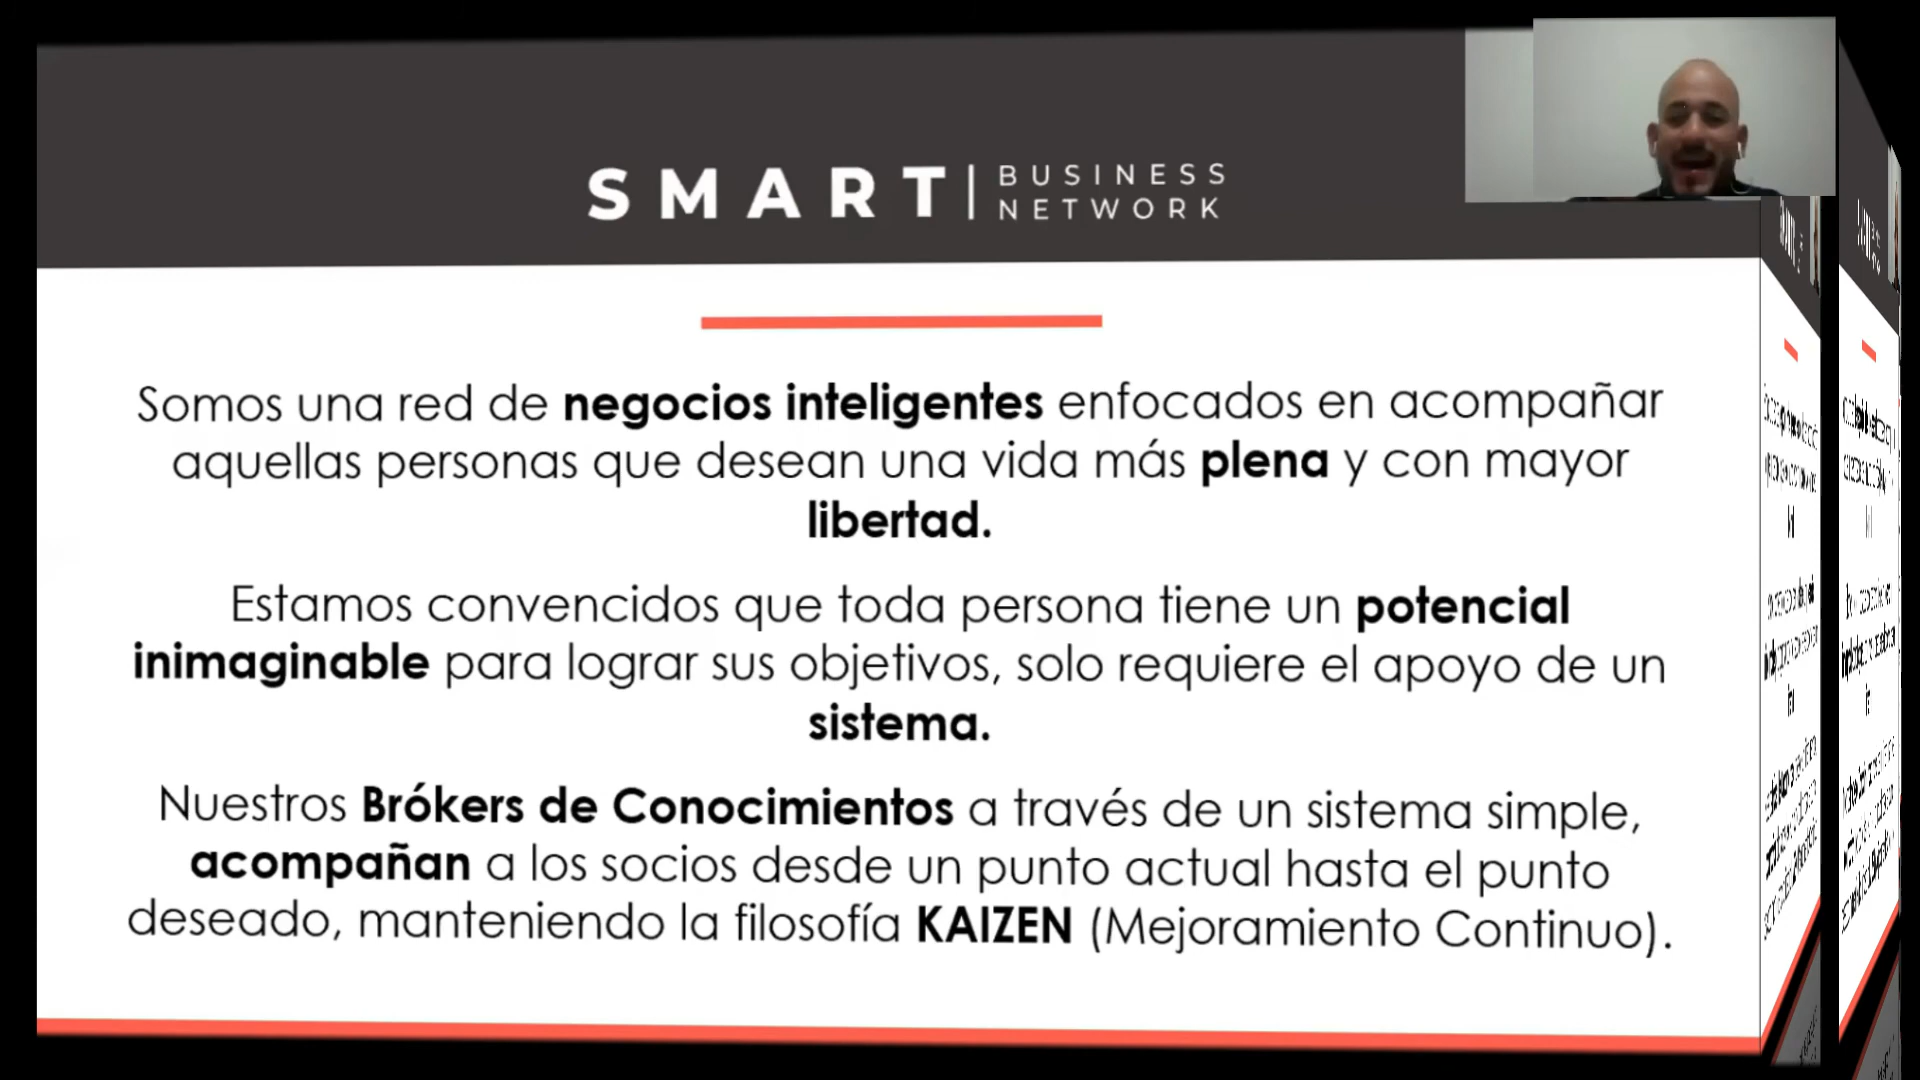 SMART | BUSINESS
NETWORK
Somos una red de negocios inteligentes enfocados en acompañar
aquellas personas que desean una vida más plena y con mayor
libertad.
Estamos convencidos que toda persona tiene un potencial
inimaginable para lograr sus objetivos, solo requiere el apoyo de un
sistema.
Nuestros Brókers de Conocimientos a través de un sistema simple,
acompañan a los socios desde un punto actual hasta el punto
deseado, manteniendo la filosofía KAIZEN (Mejoramiento Continuo).